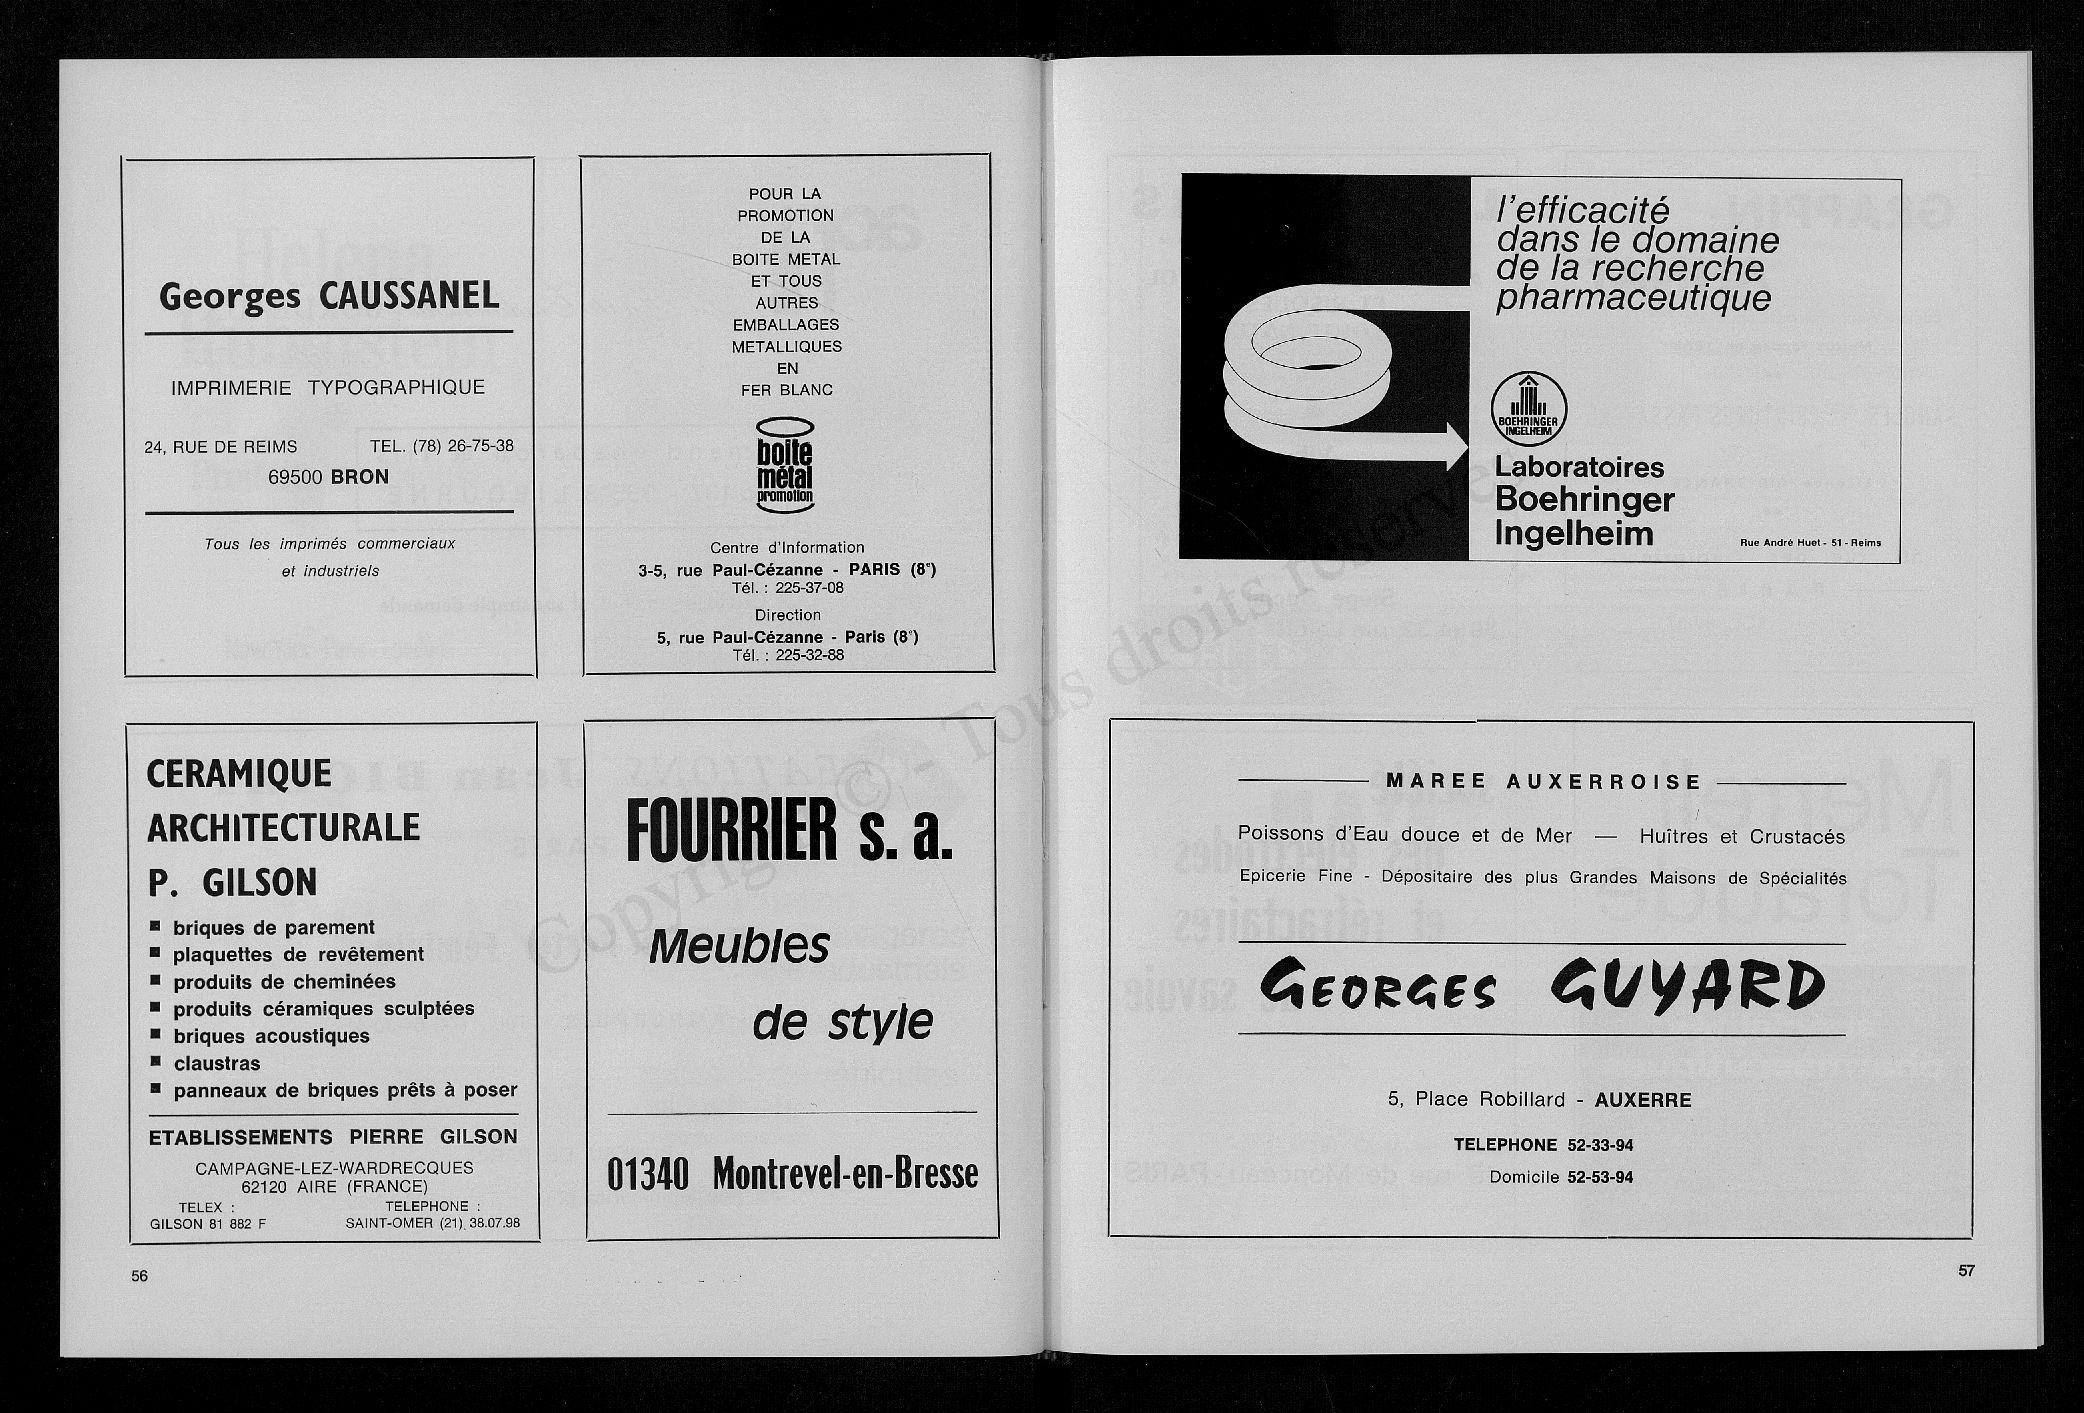 Georges CAUSSANEL
IMPRIMERIE TYPOGRAPHIQUE
24, RUE DE REIMS TEL. (78) 26-75-38
69500 BRON
Tous les imprimés commerciaux
et industriels
POUR LA
PROMOTION
DE LA
BOITE METAL
ET TOUS
AUTRES
EMBALLAGES
METALLIQUES
EN
FER BLANC
boite
métal
promotion
Centre d'Information
3-5, rue Paul-Cézanne - PARIS (8e)
Tél. : 225-37-08
Direction
5, rue Paul-Cézanne - Paris (8e)
Tél. : 225-32-88
CERAMIQUE
ARCHITECTURALE
P. GILSON
■ briques de parement
■ plaquettes de revêtement
■ produits de cheminées
■ produits céramiques sculptées
■ briques acoustiques
■ claustras
■ panneaux de briques prêts à poser
ETABLISSEMENTS PIERRE GILSON
CAMPAGNE-LEZ-WARDRECQUES
62120 AIRE (FRANCE)
TELEX : TELEPHONE :
GILSON 81 882 F SAINT-OMER (21) 38.07.98
FOURRIER s. a.
Meubles
de style
01340 Montrevel-en-Bresse
56
l'efficacité
dans le domaine
de la recherche
pharmaceutique
BOEHRINGER
INGELHEIM
Laboratoires
Boehringer
Ingelheim
Rue André Huet - 51 - Reims
MAREE AUXERROISE
Poissons d'Eau douce et de Mer — Huîtres et Crustacés
Epicerie Fine - Dépositaire des plus Grandes Maisons de Spécialités
GEORGES GUYARD
5, Place Robillard - AUXERRE
TELEPHONE 52-33-94
Domicile 52-53-94
57
Copyright © - Tous droits réservés